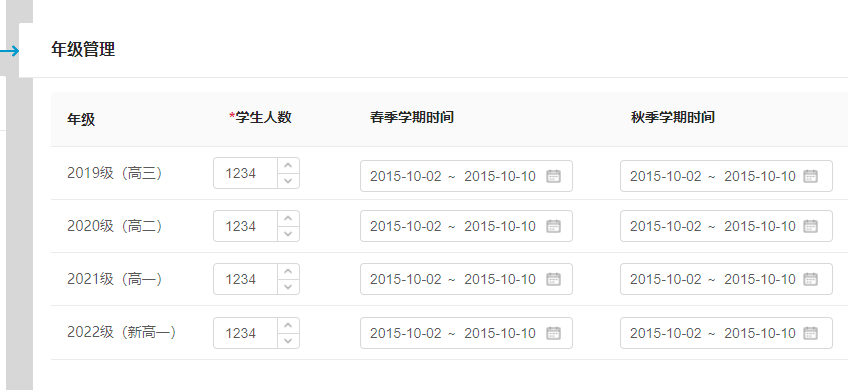 年级管理
年级 *学生人数 春季学期时间 秋季学期时间
2019级（高三） 1234 2015-10-02 ~ 2015-10-10 2015-10-02 ~ 2015-10-10
2020级（高二） 1234 2015-10-02 ~ 2015-10-10 2015-10-02 ~ 2015-10-10
2021级（高一） 1234 2015-10-02 ~ 2015-10-10 2015-10-02 ~ 2015-10-10
2022级（新高一） 1234 2015-10-02 ~ 2015-10-10 2015-10-02 ~ 2015-10-10